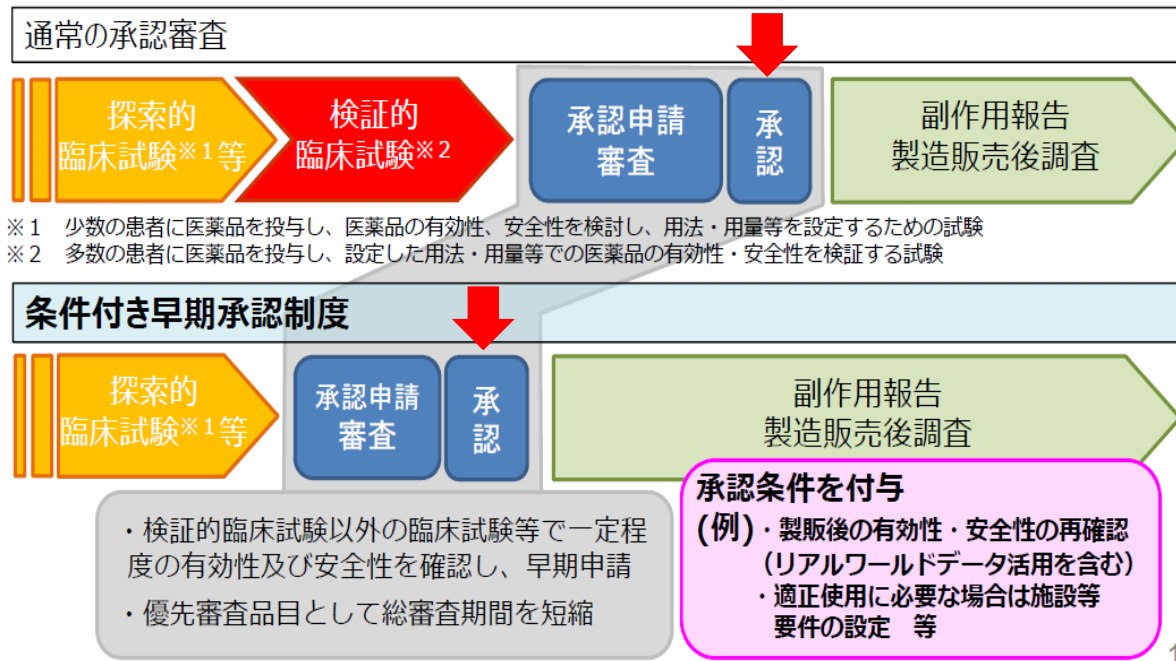 通常の承認審査
探索的
臨床試験※1等
検証的
臨床試験※2
承認申請
審査
承
認
副作用報告
製造販売後調査
※1 少数の患者に医薬品を投与し、医薬品の有効性、安全性を検討し、用法・用量等を設定するための試験
※2 多数の患者に医薬品を投与し、設定した用法・用量等での医薬品の有効性・安全性を検証する試験
条件付き早期承認制度
探索的
臨床試験※1等
承認申請
審査
承
認
副作用報告
製造販売後調査
・検証的臨床試験以外の臨床試験等で一定程
度の有効性及び安全性を確認し、早期申請
・優先審査品目として総審査期間を短縮
承認条件を付与
(例)・製販後の有効性・安全性の再確認
（リアルワールドデータ活用を含む）
・適正使用に必要な場合は施設等
要件の設定 等